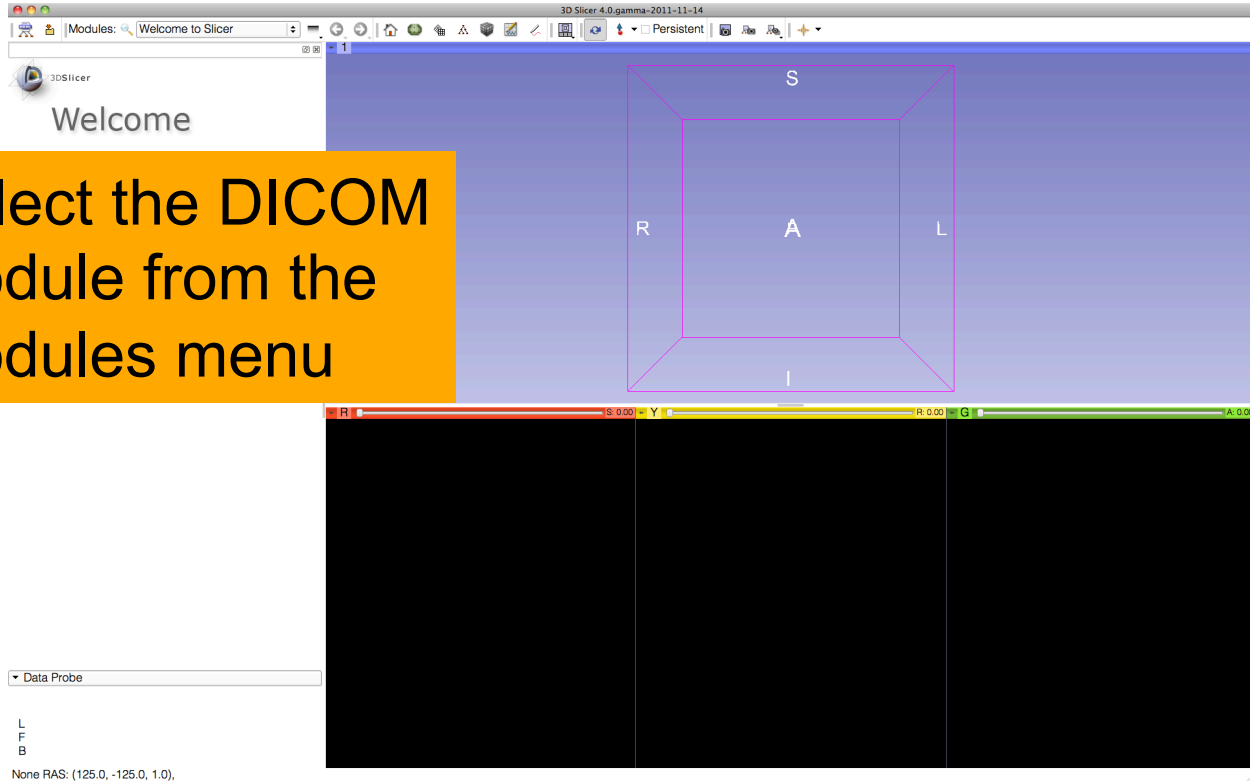 3D Slicer 4.0.gamma-2011-11-14
Modules: Welcome to Slicer Persistent
1
3DSlicer
Welcome
lect the DICOM
odule from the
odules menu
S
R A L
I
R S: 0.00 Y R: 0.00 G A: 0.00
Data Probe
L
F
B
None RAS: (125.0, -125.0, 1.0),